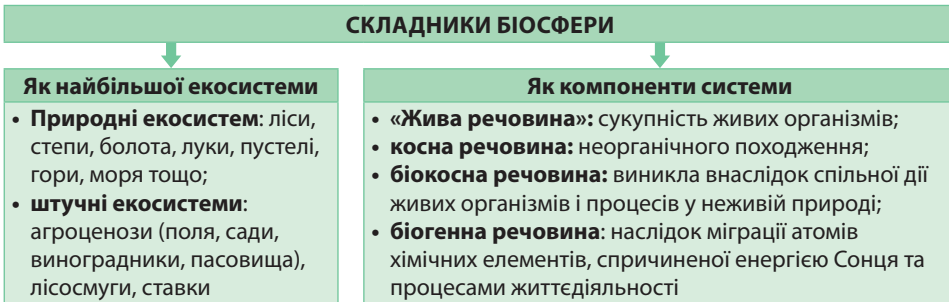 СКЛАДНИКИ БІОСФЕРИ
Як найбільшої екосистеми
• Природні екосистем: ліси,
степи, болота, луки, пустелі,
гори, моря тощо;
• штучні екосистеми:
агроценози (поля, сади,
виноградники, пасовища),
лісосмуги, ставки
Як компоненти системи
• «Жива речовина»: сукупність живих організмів;
• косна речовина: неорганічного походження;
• біокосна речовина: виникла внаслідок спільної дії
живих організмів і процесів у неживій природі;
• біогенна речовина: наслідок міграції атомів
хімічних елементів, спричиненої енергією Сонця та
процесами життєдіяльності